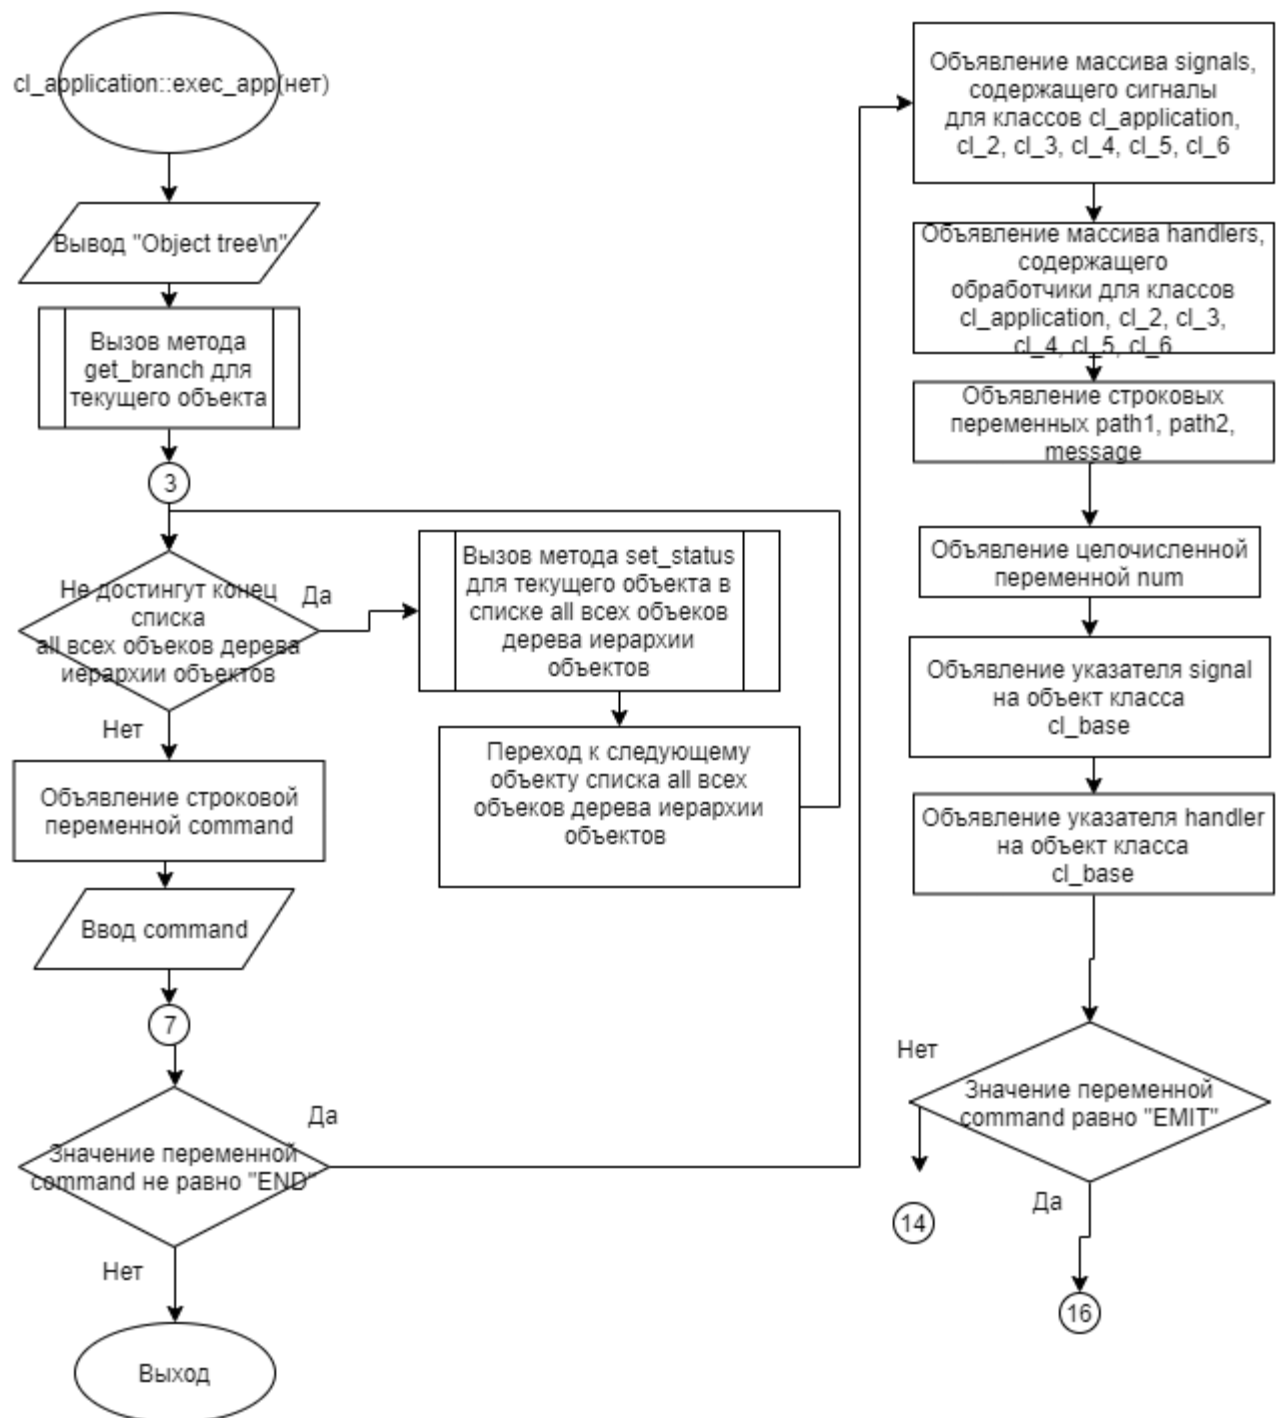 cl_application::exec_app(нет)
Вывод "Object tree\n"
Вызов метода
get_branch для
текущего объекта
3
Не достингут конец
списка
all всех объеков дерева
иерархии объектов
Да
Нет
Вызов метода set_status
для текущего объекта в
списке all всех объеков
дерева иерархии
объектов
Переход к следующему
объекту списка all всех
объеков дерева иерархии
объектов
Объявление строковой
переменной command
Ввод command
7
Значение переменной
command не равно "END"
Да
Нет
Выход
Объявление массива signals,
содержащего сигналы
для классов cl_application,
cl_2, cl_3, cl_4, cl_5, cl_6
Объявление массива handlers,
содержащего
обработчики для классов
cl_application, cl_2, cl_3,
cl_4, cl_5, cl_6
Объявление строковых
переменных path1, path2,
message
Объявление целочисленной
переменной num
Объявление указателя signal
на объект класса
cl_base
Объявление указателя handler
на объект класса
cl_base
Нет
Значение переменной
command равно "EMIT"
Да
14
16